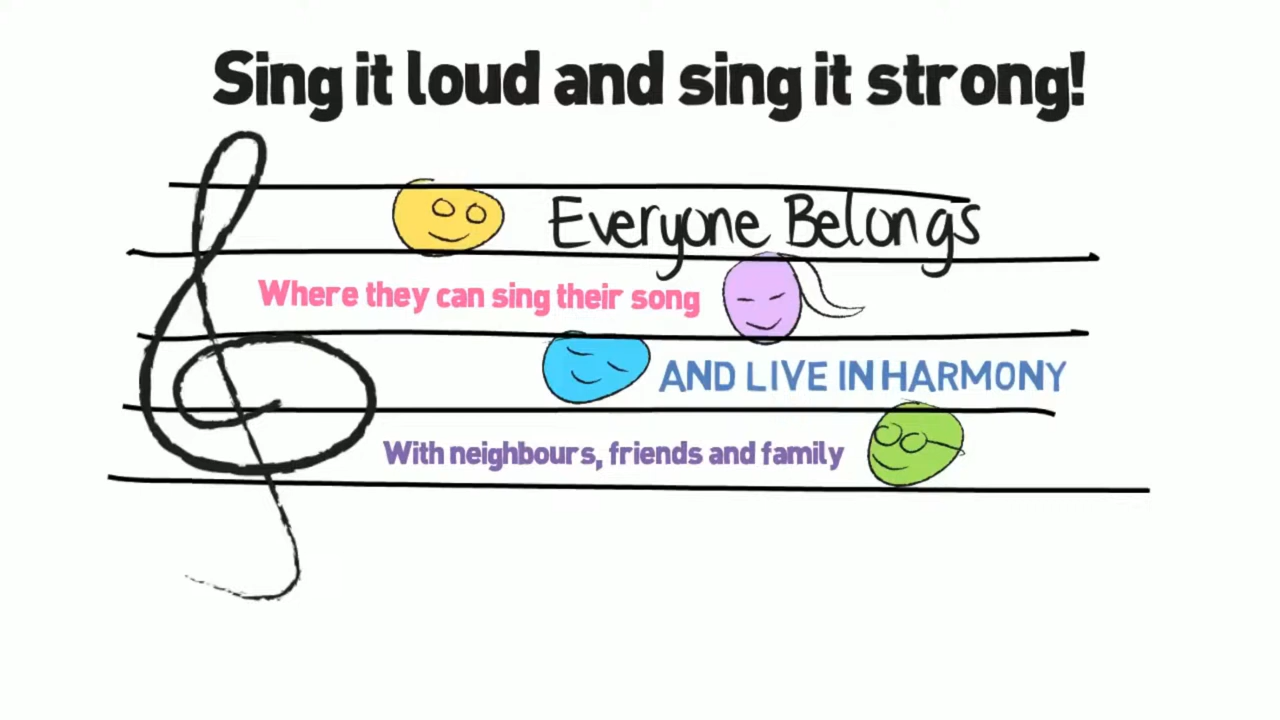 Sing it loud and sing it strong!
Everyone Belongs
Where they can sing their song
AND LIVE IN HARMONY
With neighbours, friends and family